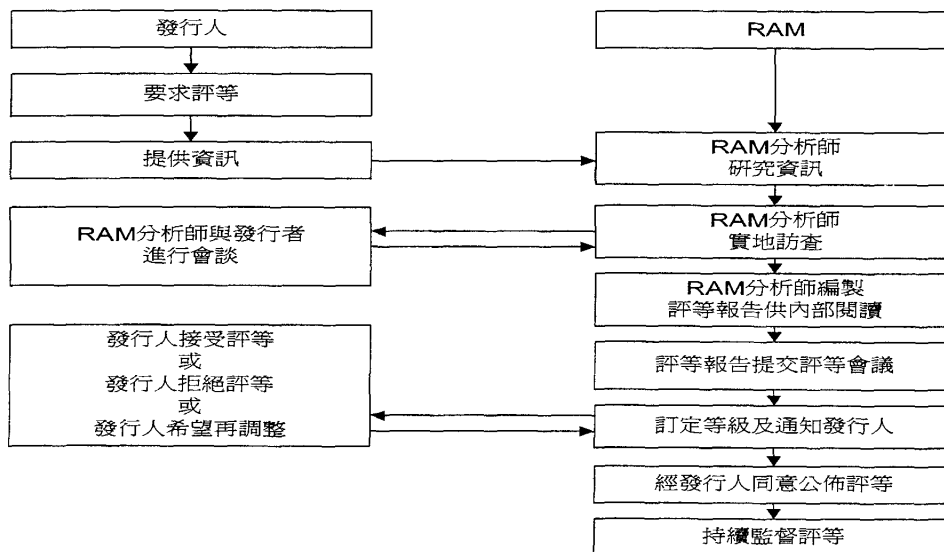 發行人
要求評等
提供資訊
RAM分析師與發行者
進行會談
發行人接受評等
或
發行人拒絕評等
或
發行人希望再調整
RAM
RAM分析師
研究資訊
RAM分析師
實地訪查
RAM分析師編製
評等報告供內部閱讀
評等報告提交評等會議
訂定等級及通知發行人
經發行人同意公佈評等
持續監督評等